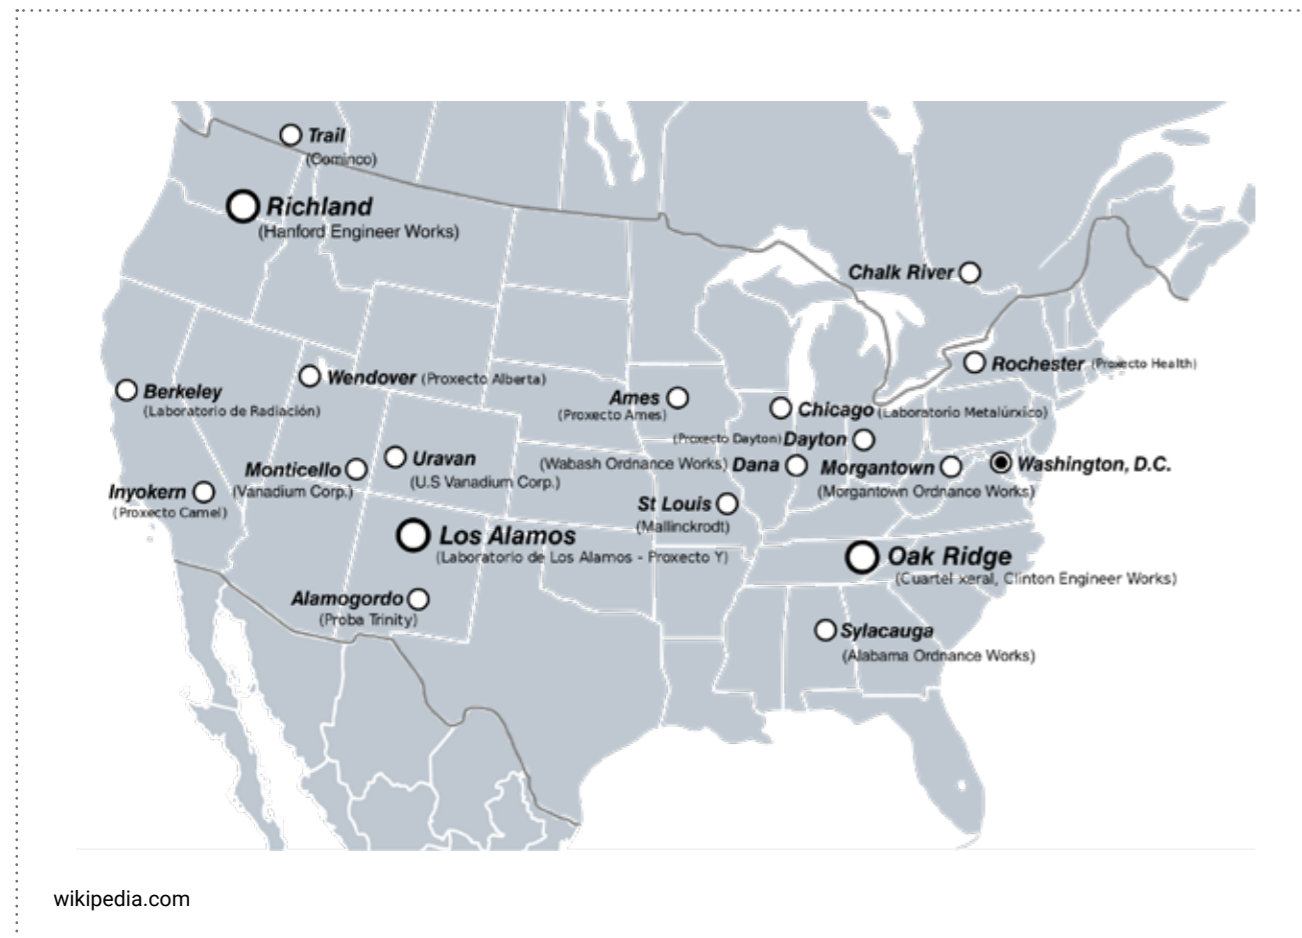 Trail
(Cominco)
Richland
(Hanford Engineer Works)
Chalk River
Rochester (Proxecto Health)
Wendover (Proxecto Alberta)
Berkeley
(Laboratorio de Radiación)
Ames
(Proxecto Ames)
Chicago (Laboratorio Metalúrxico)
(Proxecto Dayton) Dayton
Uravan
(U.S Vanadium Corp.)
Monticello
(Vanadium Corp.)
(Wabash Ordnance Works) Dana
Morgantown
(Morgantown Ordnance Works)
Washington, D.C.
Inyokern
(Proxecto Camel)
St Louis
(Mallinckrodt)
Los Alamos
(Laboratorio de Los Alamos - Proxecto Y)
Oak Ridge
(Cuartel xeral, Clinton Engineer Works)
Alamogordo
(Proba Trinity)
Sylacauga
(Alabama Ordnance Works)
wikipedia.com